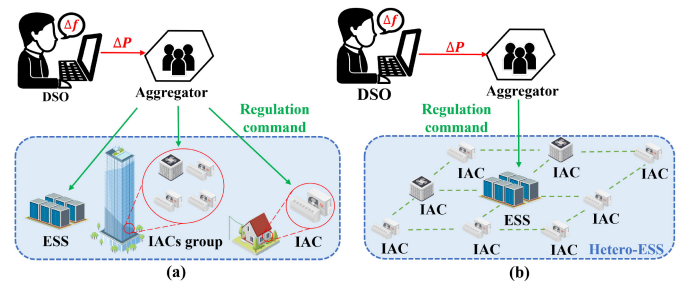 Δf
ΔP
DSO
Aggregator
Regulation
command
ESS
IACs group
IAC
(a)
Δf
ΔP
DSO
Aggregator
Regulation
command
IAC
IAC
IAC
IAC
ESS
IAC
IAC
IAC
IAC
Hetero-ESS
(b)